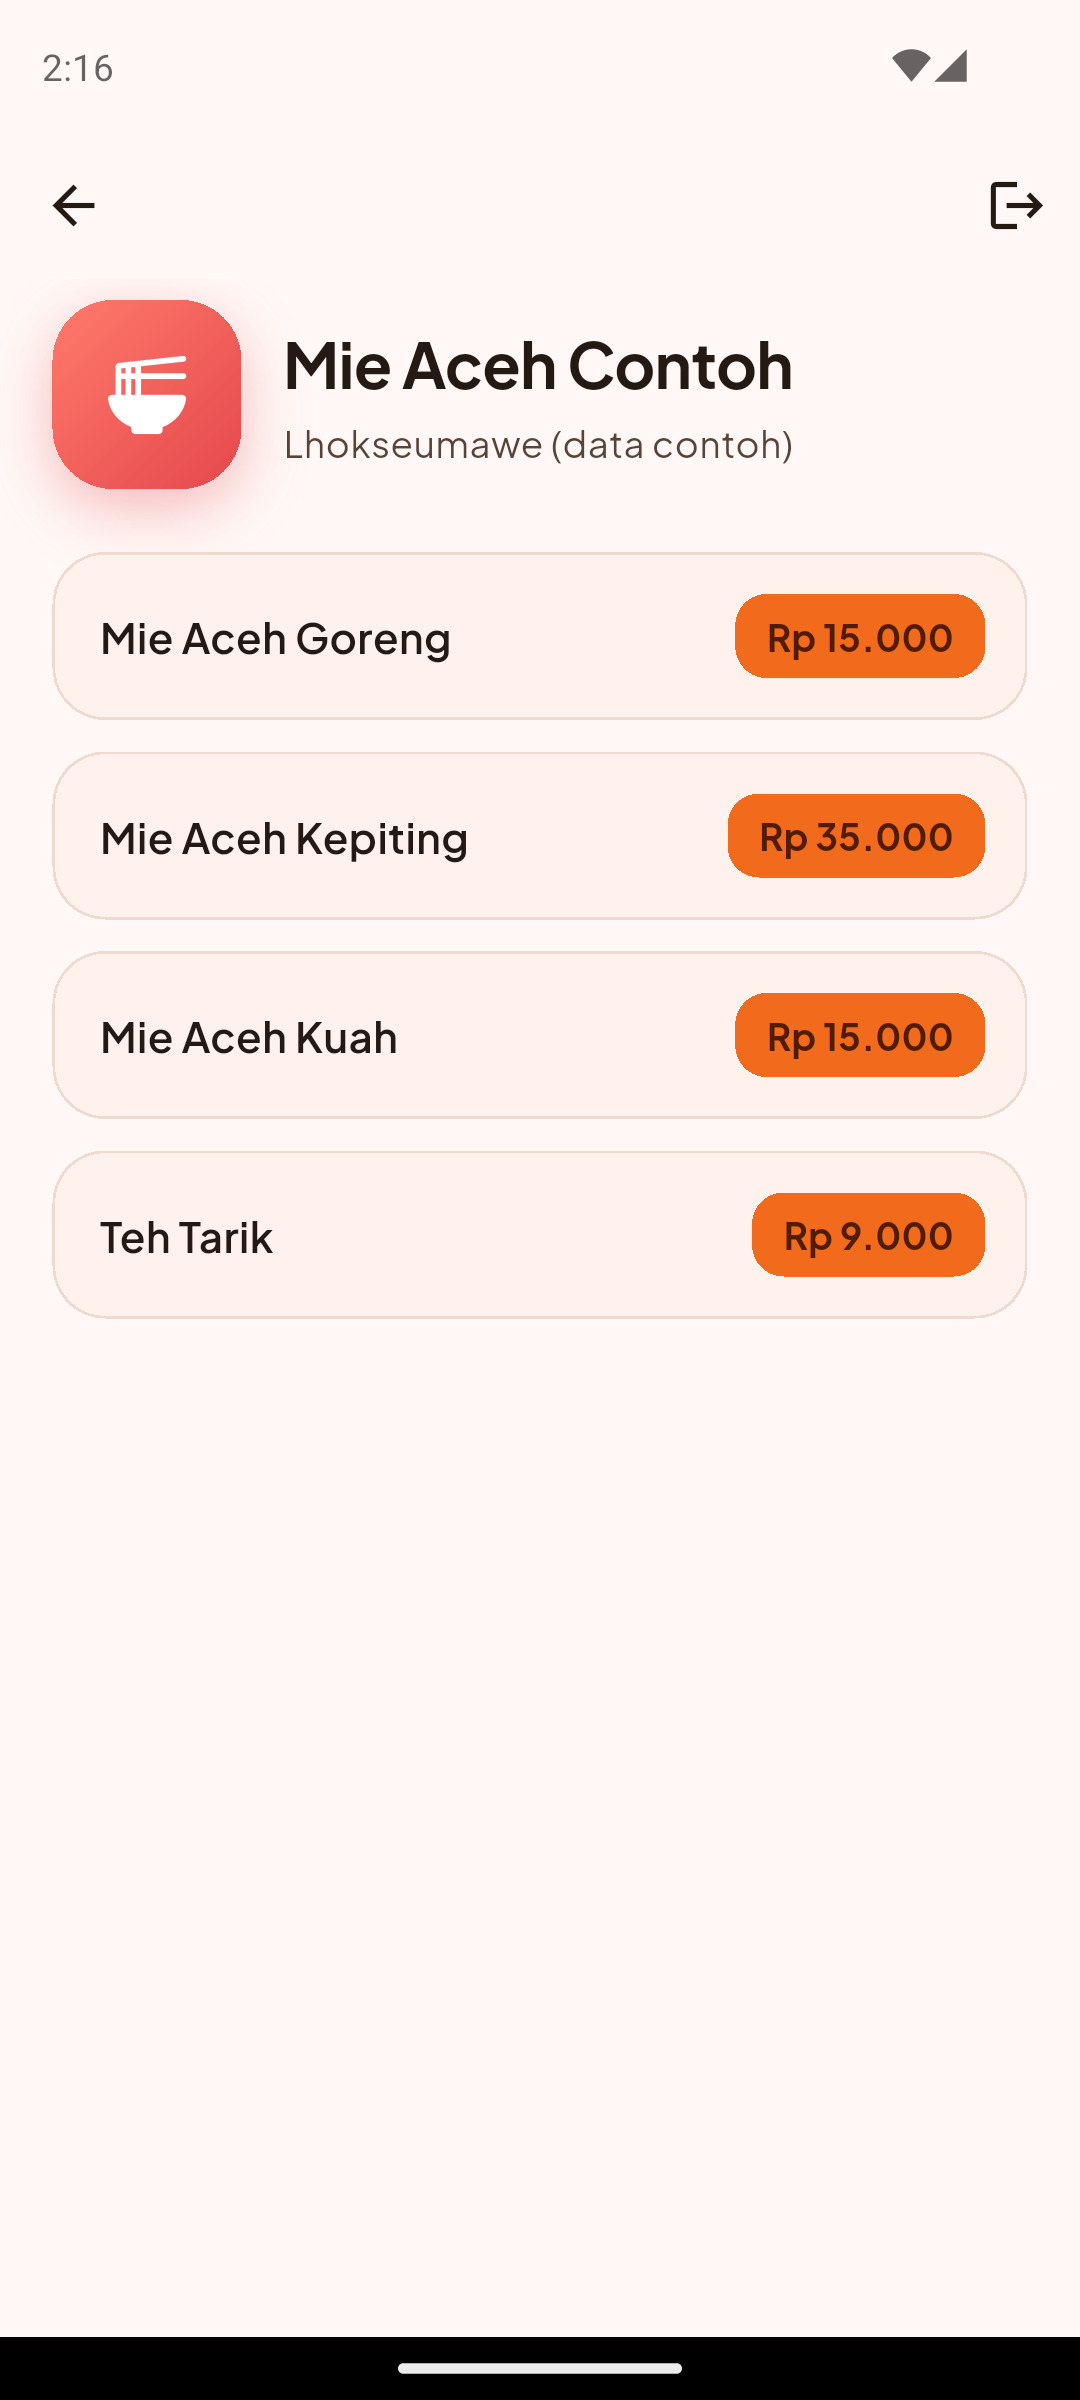 2:16
Mie Aceh Contoh
Lhokseumawe (data contoh)
Mie Aceh Goreng
Rp 15.000
Mie Aceh Kepiting
Rp 35.000
Mie Aceh Kuah
Rp 15.000
Teh Tarik
Rp 9.000